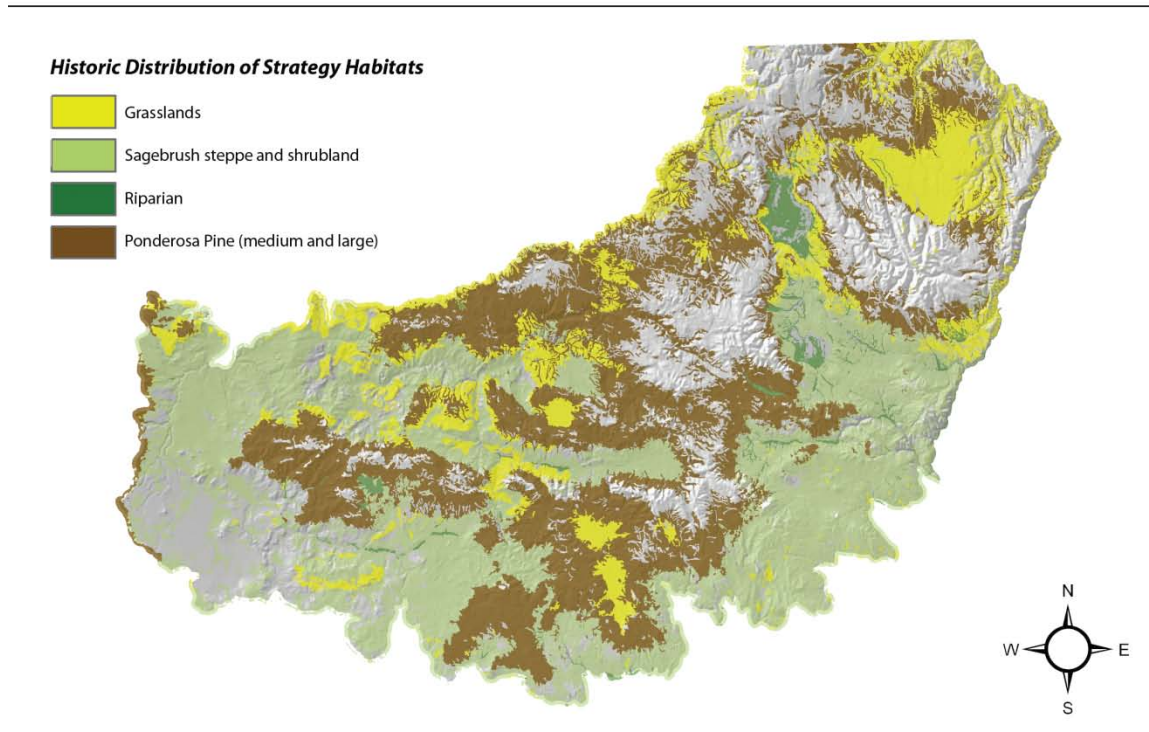 Historic Distribution of Strategy Habitats
Grasslands
Sagebrush steppe and shrubland
Riparian
Ponderosa Pine (medium and large)
N
W E
S